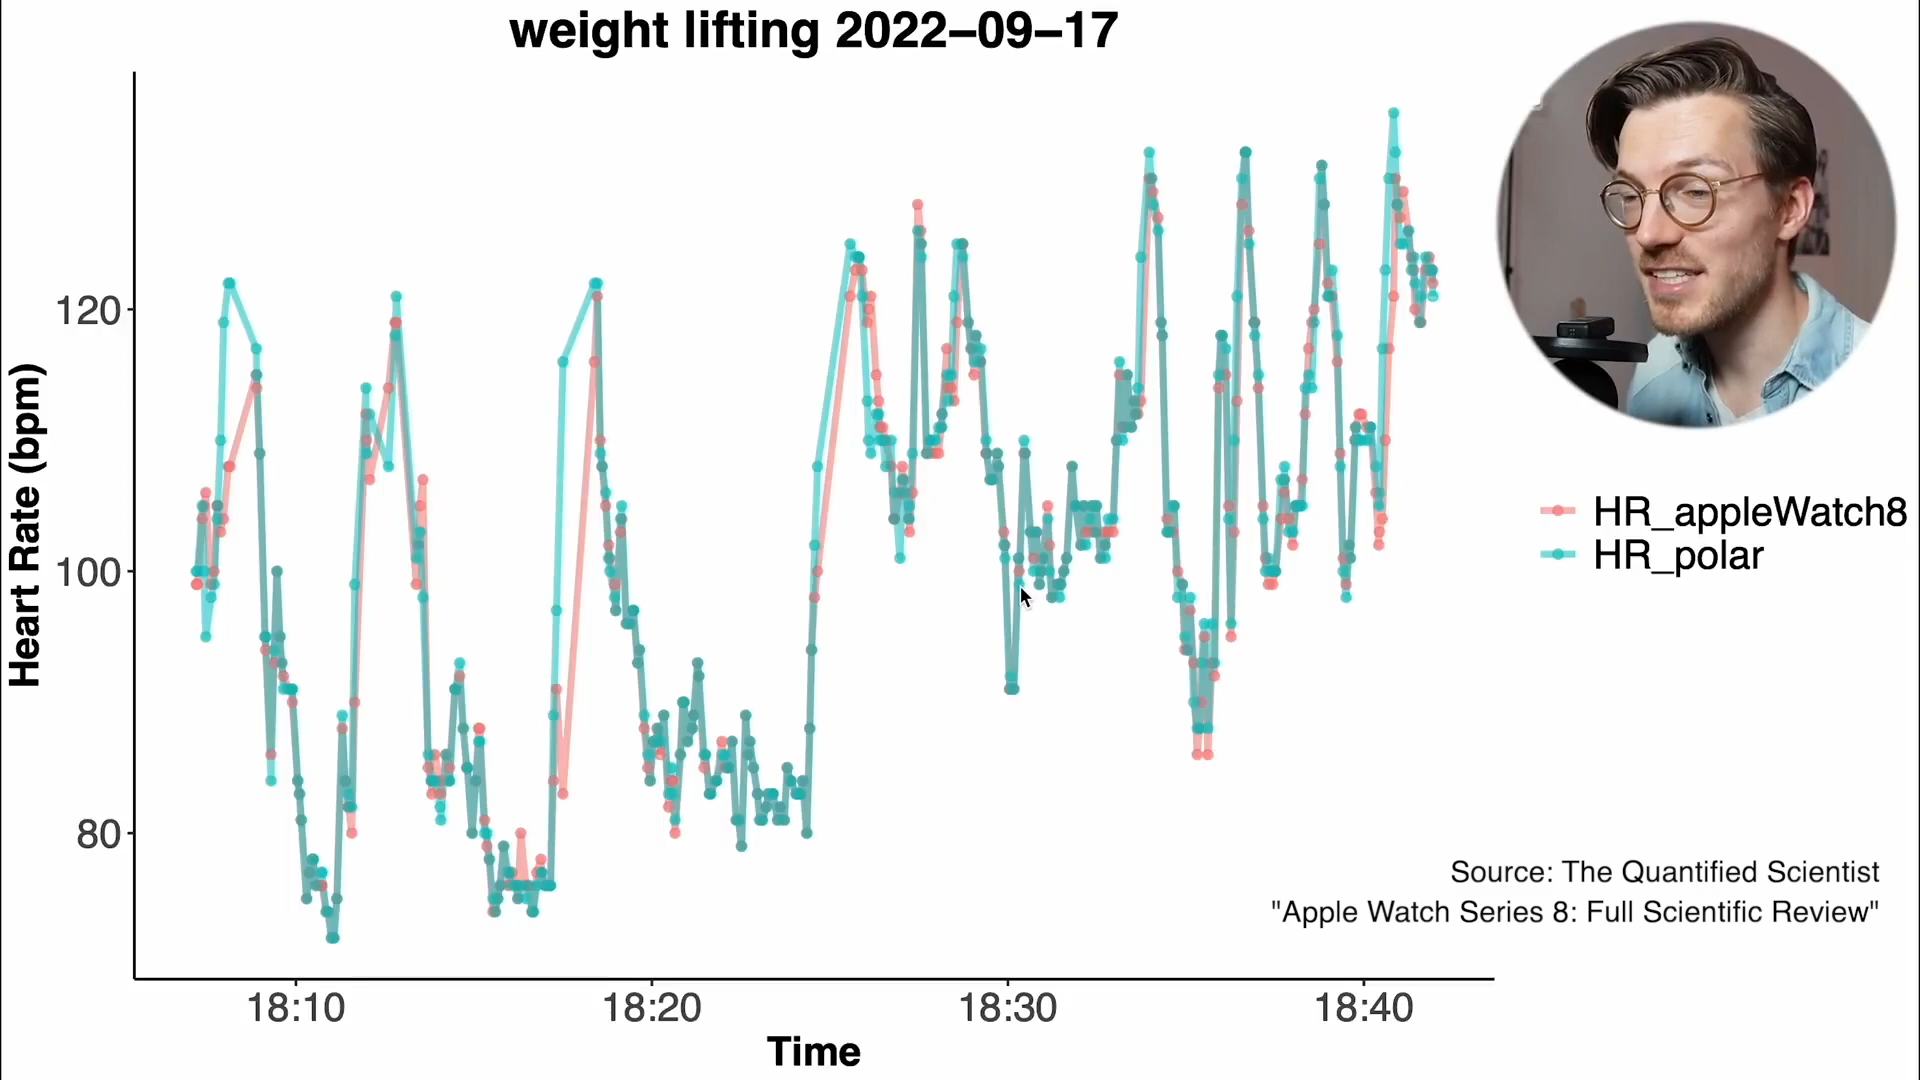 weight lifting 2022–09–17
Heart Rate (bpm)
120
100
80
18:10
18:20
18:30
18:40
Time
HR_appleWatch8
HR_polar
Source: The Quantified Scientist
"Apple Watch Series 8: Full Scientific Review"